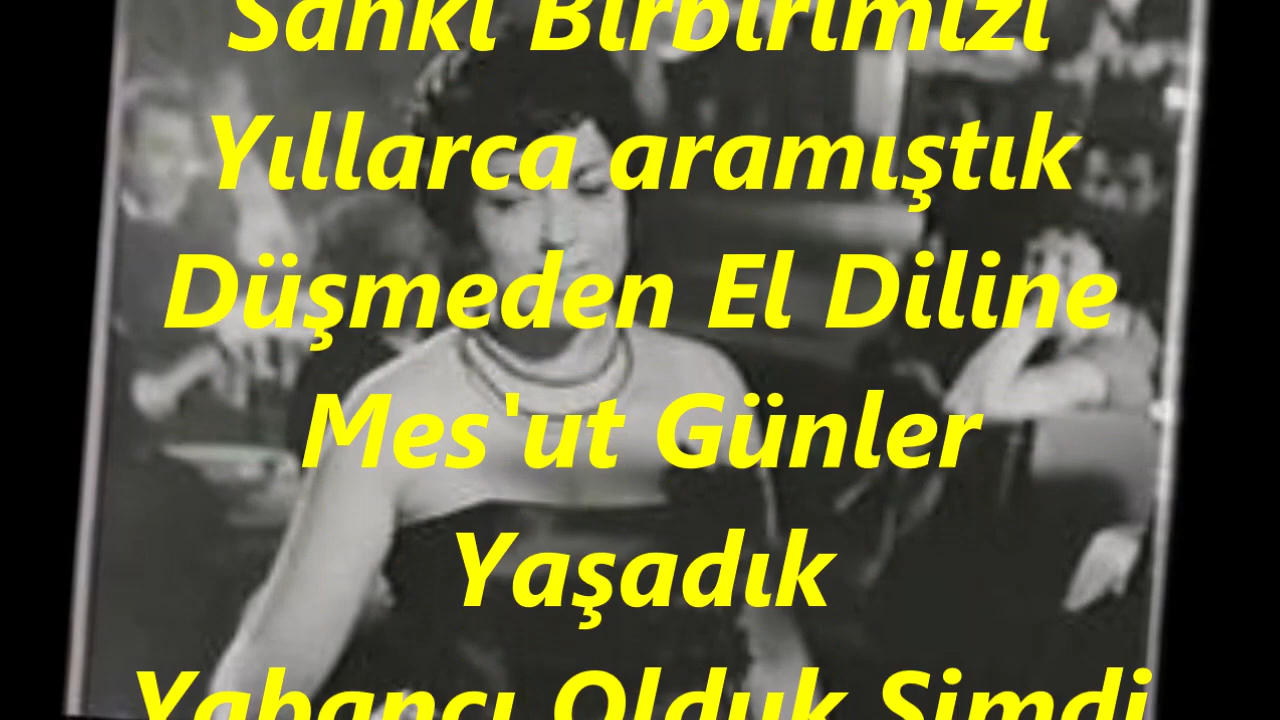 Sanki Birbirimizi
Yıllarca aramıştık
Düşmeden El Diline
Mes'ut Günler
Yaşadık
Yabancı Olduk Şimdi